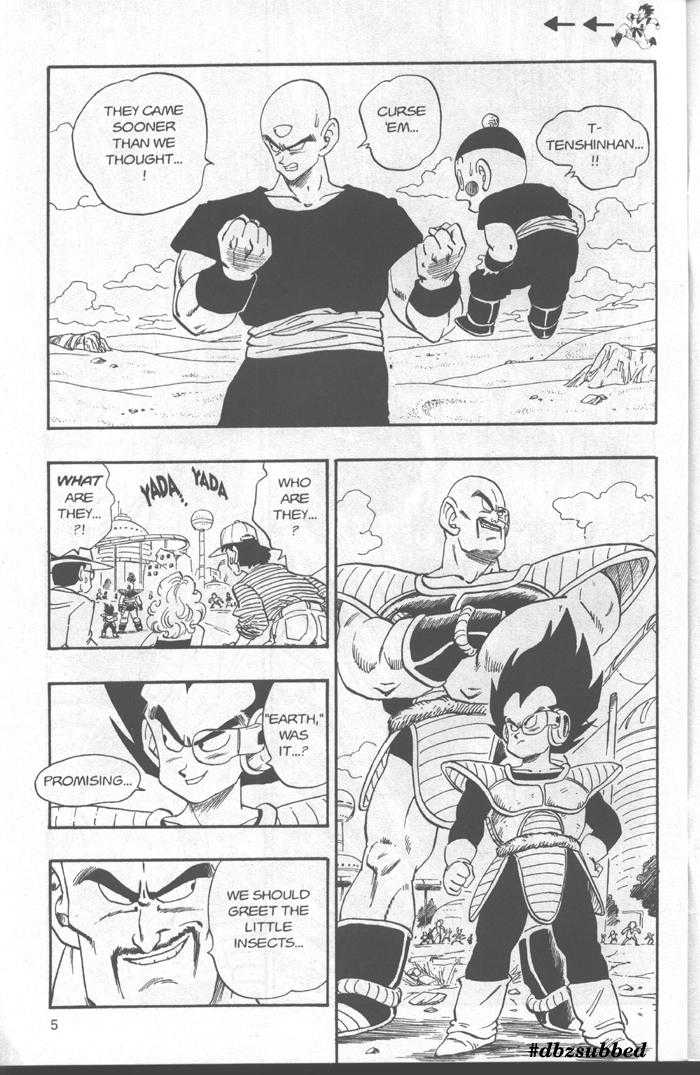 T-
TENSHINHAN...
!!
CURSE
'EM...
THEY CAME
SOONER
THAN WE
THOUGHT...
!
WHO
ARE
THEY...
?
YADA YADA
WHAT
ARE
THEY...
?!
"EARTH,"
WAS
IT...?
PROMISING...
WE SHOULD
GREET THE
LITTLE
INSECTS...
5
#dbzsubbed